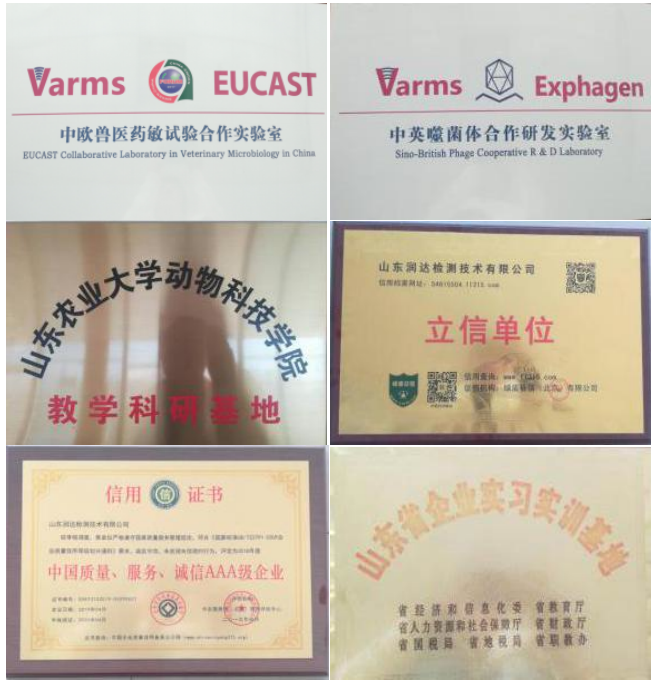 Varms EUCAST
中欧兽医药敏试验合作实验室
EUCAST Collaborative Laboratory in Veterinary Microbiology in China
Varms Exphagen
中英噬菌体合作研发实验室
Sino-British Phage Cooperative R & D Laboratory
山东农业大学动物科技学院
教学科研基地
山东润达检测技术有限公司
立信单位
信用 信 证书
山东润达检测技术有限公司
中国质量、服务、诚信AAA级企业
山东省企业实习实训基地
省经济和信息化委 省教育厅
省人力资源和社会保障厅 省财政厅
省国税局 省地税局 省职教办